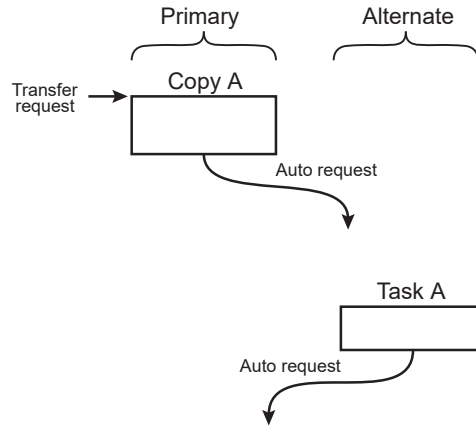 Primary
Alternate
Copy A
Transfer
request
Auto request
Task A
Auto request